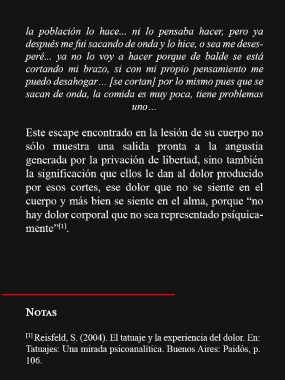 la población lo hace... ni lo pensaba hacer, pero ya
después me fui sacando de onda y lo hice, o sea me deses-
peré... ya no lo voy a hacer porque de balde se está
cortando mi brazo, si con mi propio pensamiento me
puedo desahogar… [se cortan] por lo mismo pues que se
sacan de onda, la comida es muy poca, tiene problemas
uno…
Este escape encontrado en la lesión de su cuerpo no
sólo muestra una salida pronta a la angustia
generada por la privación de libertad, sino también
la significación que ellos le dan al dolor producido
por esos cortes, ese dolor que no se siente en el
cuerpo y más bien se siente en el alma, porque “no
hay dolor corporal que no sea representado psíquica-
mente”[1].
Notas
[1] Reisfeld, S. (2004). El tatuaje y la experiencia del dolor. En:
Tatuajes: Una mirada psicoanalítica. Buenos Aires: Paidós, p.
106.